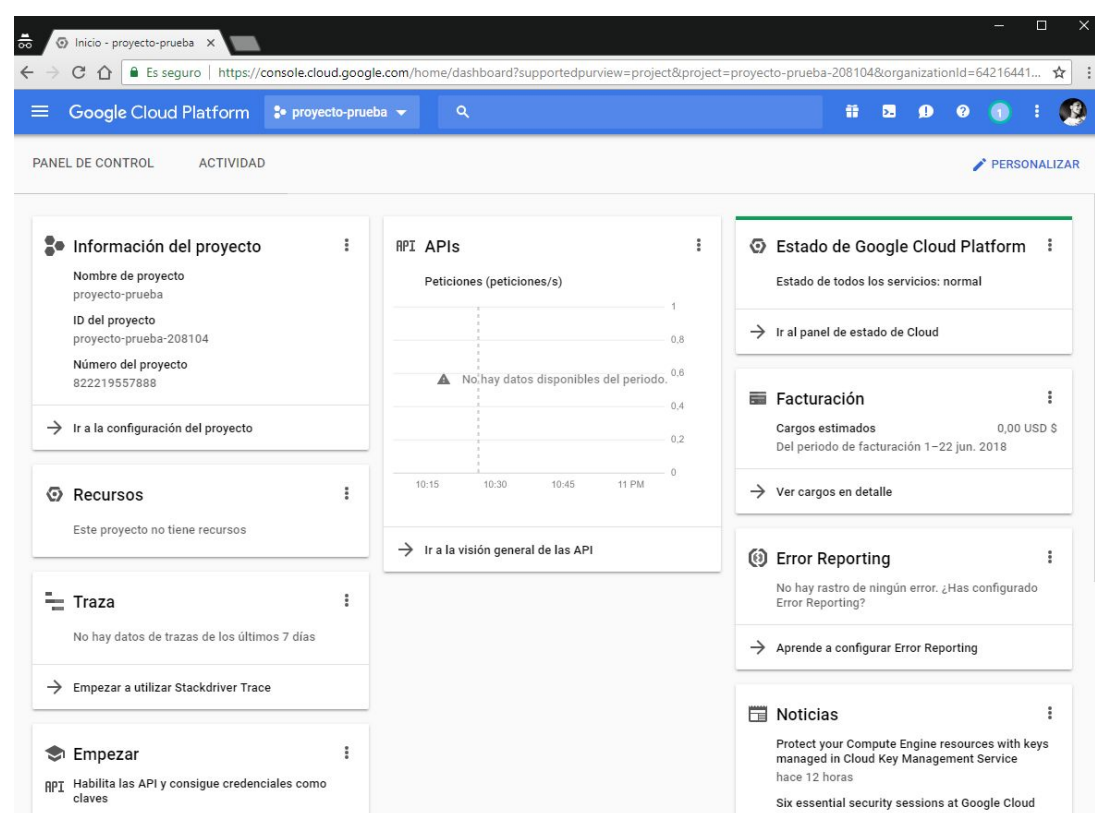 Inicio - proyecto-prueba
Es seguro | https://console.cloud.google.com/home/dashboard?supportedpurview=project&project=proyecto-prueba-208104&organizationId=64216441...
Google Cloud Platform
proyecto-prueba
1
PANEL DE CONTROL
ACTIVIDAD
PERSONALIZAR
Información del proyecto
Nombre de proyecto
proyecto-prueba
ID del proyecto
proyecto-prueba-208104
Número del proyecto
822219557888
Ir a la configuración del proyecto
Recursos
Este proyecto no tiene recursos
Traza
No hay datos de trazas de los últimos 7 días
Empezar a utilizar Stackdriver Trace
Empezar
API Habilita las API y consigue credenciales como
claves
API APIs
Peticiones (peticiones/s)
1
0,8
No hay datos disponibles del periodo.
0,6
0,4
0,2
0
10:15 10:30 10:45 11 PM
Ir a la visión general de las API
Estado de Google Cloud Platform
Estado de todos los servicios: normal
Ir al panel de estado de Cloud
Facturación
Cargos estimados 0,00 USD $
Del periodo de facturación 1–22 jun. 2018
Ver cargos en detalle
Error Reporting
No hay rastro de ningún error. ¿Has configurado
Error Reporting?
Aprende a configurar Error Reporting
Noticias
Protect your Compute Engine resources with keys
managed in Cloud Key Management Service
hace 12 horas
Six essential security sessions at Google Cloud